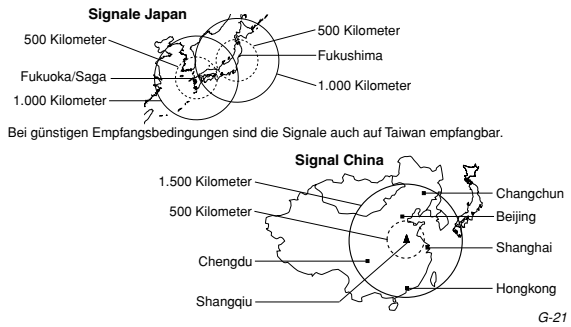 Signale Japan
500 Kilometer
500 Kilometer
Fukushima
Fukuoka/Saga
1.000 Kilometer
1.000 Kilometer
Bei günstigen Empfangsbedingungen sind die Signale auch auf Taiwan empfangbar.
Signal China
1.500 Kilometer
Changchun
500 Kilometer
Beijing
Shanghai
Chengdu
Hongkong
Shangqiu
G-21